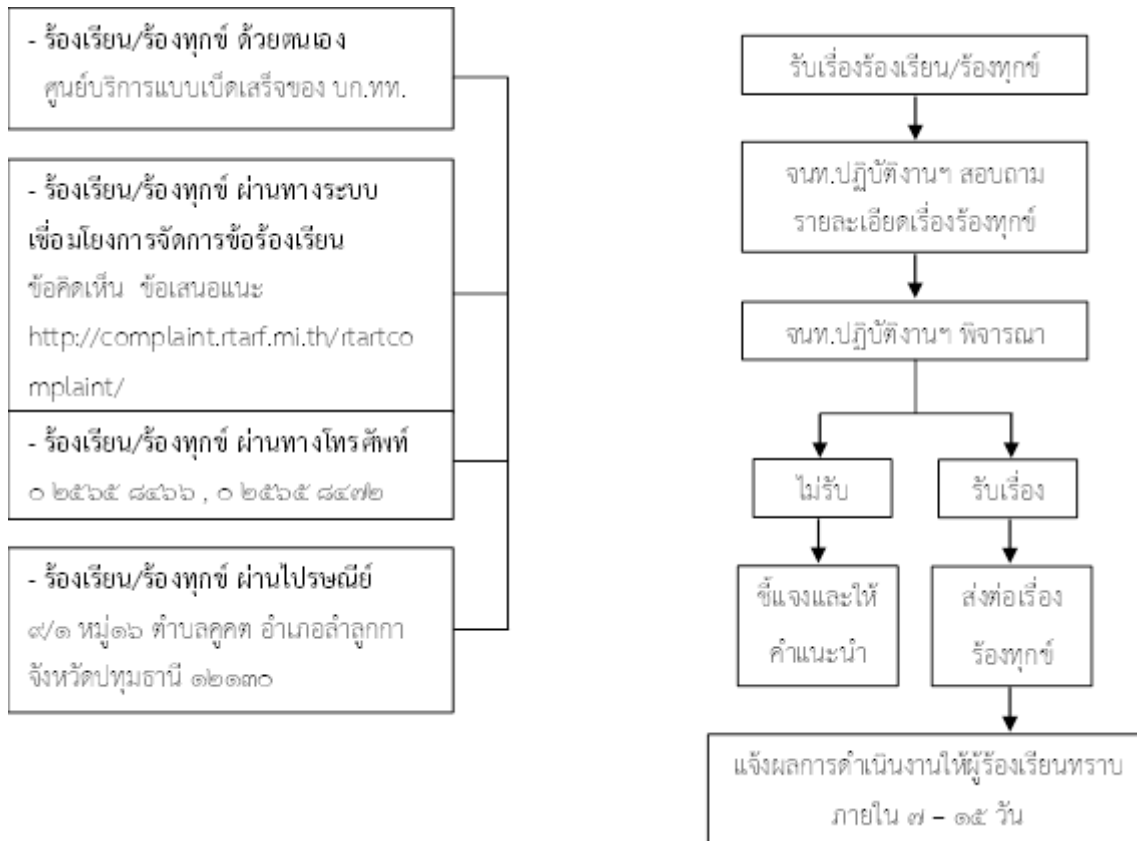 - ร้องเรียน/ร้องทุกข์ ด้วยตนเอง
ศูนย์บริการแบบเบ็ดเสร็จของ บก.ทท.
- ร้องเรียน/ร้องทุกข์ ผ่านทางระบบ
เชื่อมโยงการจัดการข้อร้องเรียน
ข้อคิดเห็น ข้อเสนอแนะ
http://complaint.rtarf.mi.th/rtartco
mplaint/
- ร้องเรียน/ร้องทุกข์ ผ่านทางโทรศัพท์
๐ ๒๕๖๕ ๘๔๖๖ , ๐ ๒๕๖๕ ๘๔๗๒
- ร้องเรียน/ร้องทุกข์ ผ่านไปรษณีย์
๙/๑ หมู่๑๖ ตำบลคูคต อำเภอลำลูกกา
จังหวัดปทุมธานี ๑๒๑๓๐
รับเรื่องร้องเรียน/ร้องทุกข์
จนท.ปฏิบัติงานฯ สอบถาม
รายละเอียดเรื่องร้องทุกข์
จนท.ปฏิบัติงานฯ พิจารณา
ไม่รับ
รับเรื่อง
ชี้แจงและให้
คำแนะนำ
ส่งต่อเรื่อง
ร้องทุกข์
แจ้งผลการดำเนินงานให้ผู้ร้องเรียนทราบ
ภายใน ๗ – ๑๕ วัน